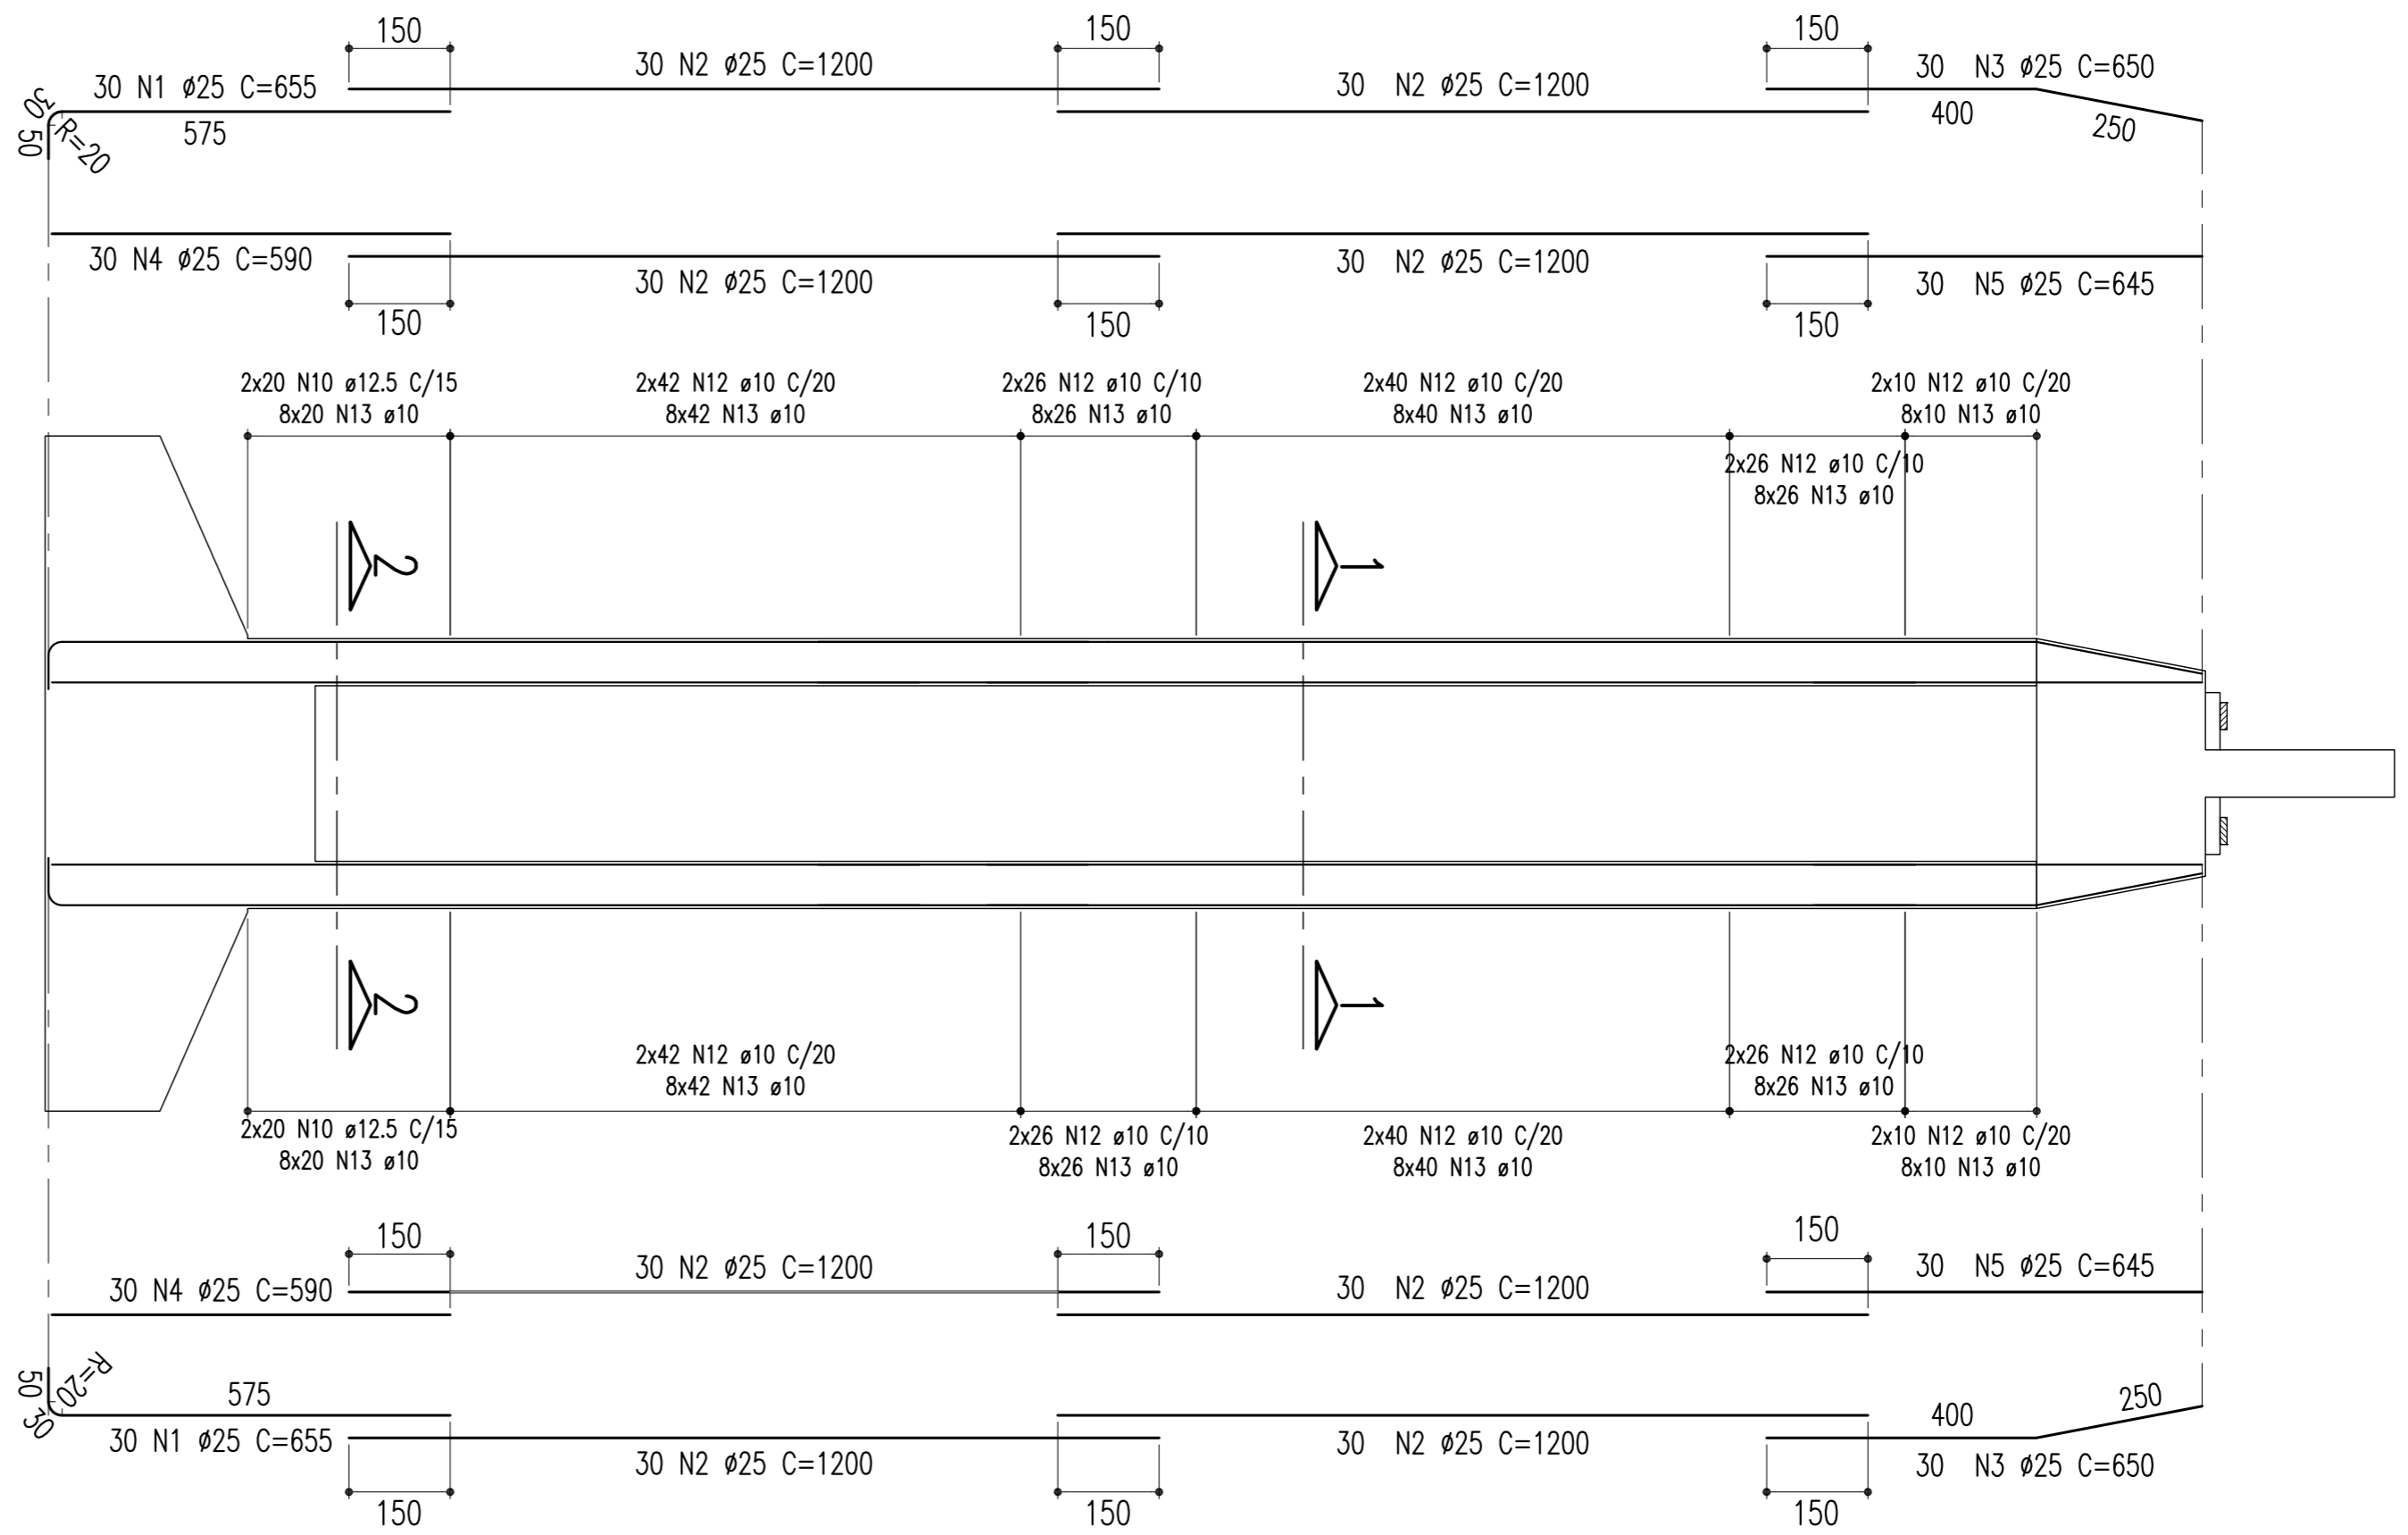 150
150
150
30 N1 ø25 C=655
30 N2 ø25 C=1200
30 N2 ø25 C=1200
30 N3 ø25 C=650
30
50
R=20
575
400
250
30 N4 ø25 C=590
30 N2 ø25 C=1200
30 N2 ø25 C=1200
30 N5 ø25 C=645
150
150
150
2x20 N10 ø12.5 C/15
8x20 N13 ø10
2x42 N12 ø10 C/20
8x42 N13 ø10
2x26 N12 ø10 C/10
8x26 N13 ø10
2x40 N12 ø10 C/20
8x40 N13 ø10
2x10 N12 ø10 C/20
8x10 N13 ø10
2x26 N12 ø10 C/10
8x26 N13 ø10
2
1
2
1
2x42 N12 ø10 C/20
8x42 N13 ø10
2x26 N12 ø10 C/10
8x26 N13 ø10
2x20 N10 ø12.5 C/15
8x20 N13 ø10
2x26 N12 ø10 C/10
8x26 N13 ø10
2x40 N12 ø10 C/20
8x40 N13 ø10
2x10 N12 ø10 C/20
8x10 N13 ø10
150
150
150
30 N4 ø25 C=590
30 N2 ø25 C=1200
30 N2 ø25 C=1200
30 N5 ø25 C=645
50
30
R=20
575
400
250
30 N1 ø25 C=655
30 N2 ø25 C=1200
30 N2 ø25 C=1200
30 N3 ø25 C=650
150
150
150